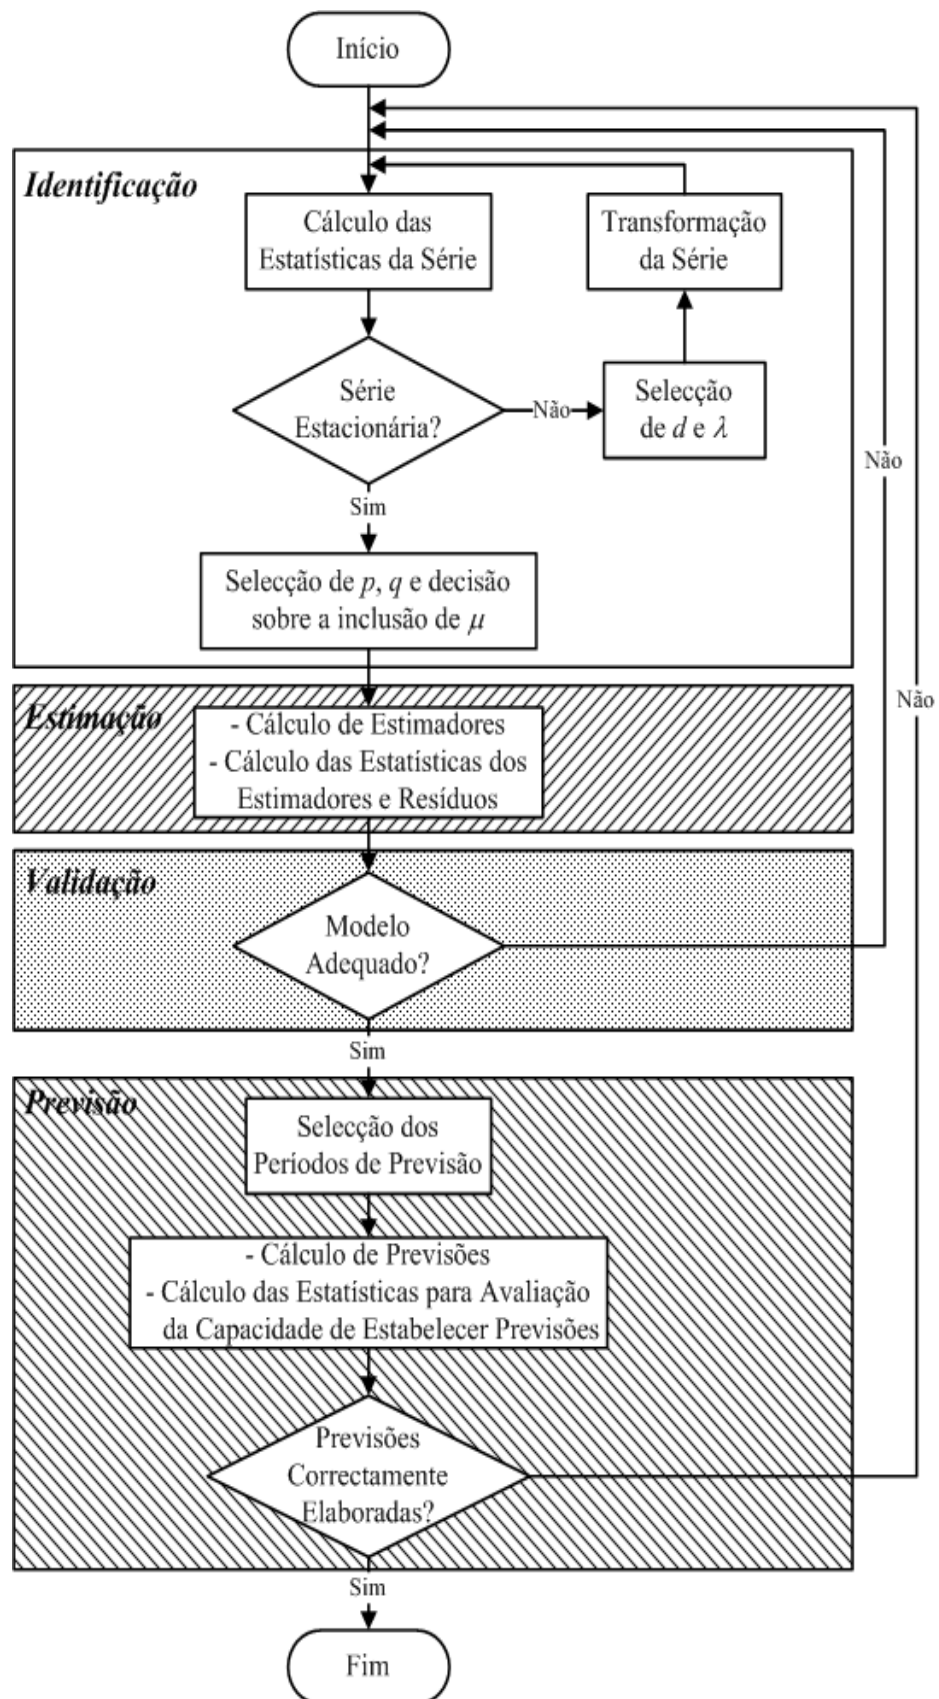 Início
Identificação
Cálculo das
Estatísticas da Série
Transformação
da Série
Série
Estacionária?
Não
Selecção
de d e λ
Não
Sim
Selecção de p, q e decisão
sobre a inclusão de μ
Não
Estimação
- Cálculo de Estimadores
- Cálculo das Estatísticas dos
Estimadores e Resíduos
Validação
Modelo
Adequado?
Sim
Previsão
Selecção dos
Períodos de Previsão
- Cálculo de Previsões
- Cálculo das Estatísticas para Avaliação
da Capacidade de Estabelecer Previsões
Previsões
Correctamente
Elaboradas?
Sim
Fim